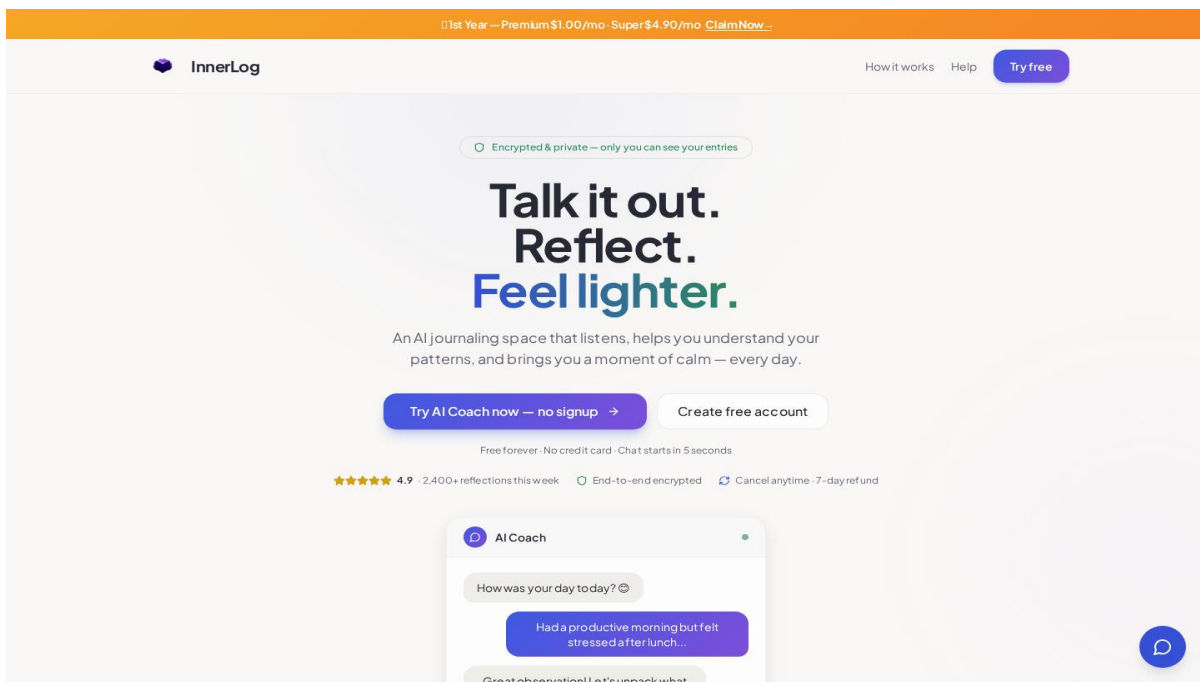 1st Year — Premium $1.00/mo · Super $4.90/mo Claim Now→
InnerLog
How it works Help Try free
Encrypted & private — only you can see your entries
Talk it out.
Reflect.
Feel lighter.
An AI journaling space that listens, helps you understand your
patterns, and brings you a moment of calm — every day.
Try AI Coach now — no signup →
Create free account
Free forever · No credit card · Chat starts in 5 seconds
★★★★★ 4.9 · 2,400+ reflections this week End-to-end encrypted Cancel anytime · 7-day refund
AI Coach
How was your day today? 😊
Had a productive morning but felt
stressed after lunch...
Great observation! Let's unpack what